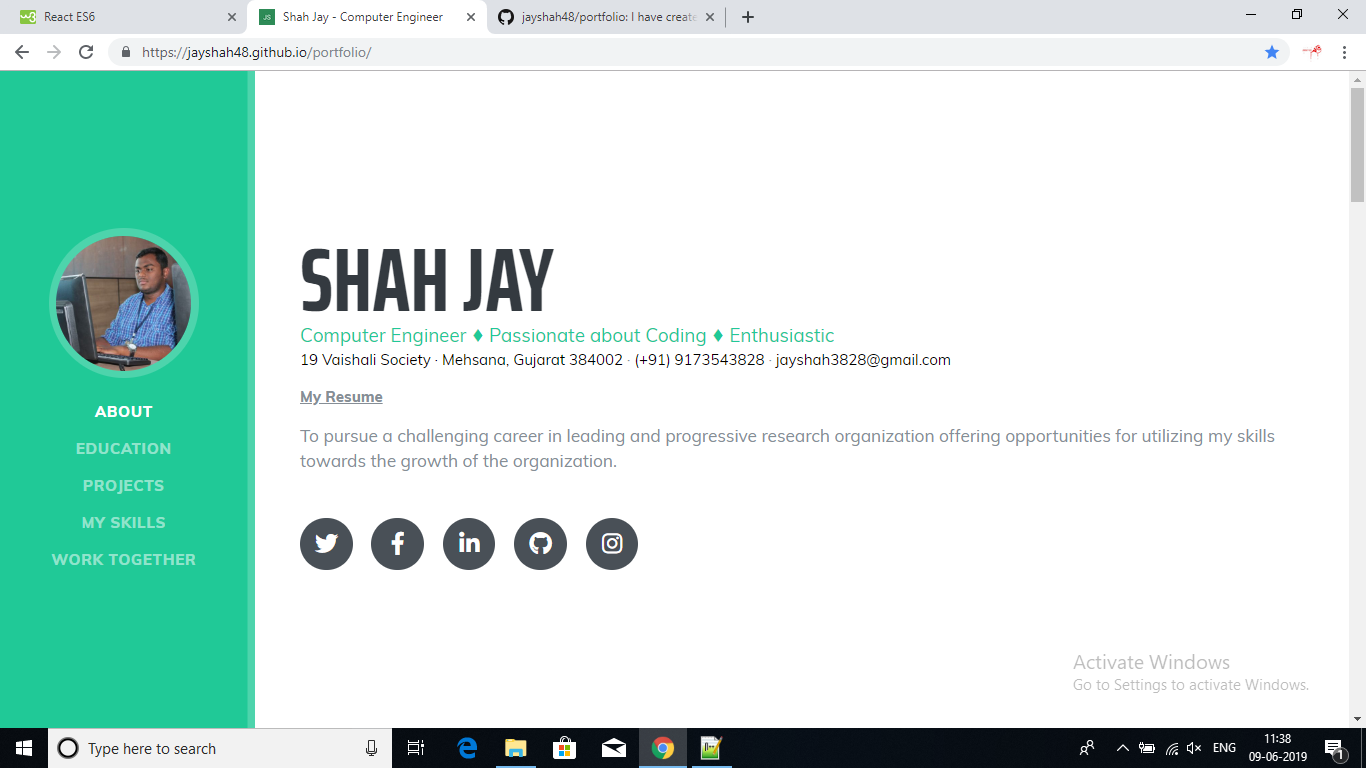 React ES6
Shah Jay - Computer Engineer
jayshah48/portfolio: I have create
https://jayshah48.github.io/portfolio/
ABOUT
EDUCATION
PROJECTS
MY SKILLS
WORK TOGETHER
SHAH JAY
Computer Engineer ♦ Passionate about Coding ♦ Enthusiastic
19 Vaishali Society · Mehsana, Gujarat 384002 · (+91) 9173543828 · jayshah3828@gmail.com
My Resume
To pursue a challenging career in leading and progressive research organization offering opportunities for utilizing my skills
towards the growth of the organization.
Activate Windows
Go to Settings to activate Windows.
Type here to search
ENG
11:38
09-06-2019
1